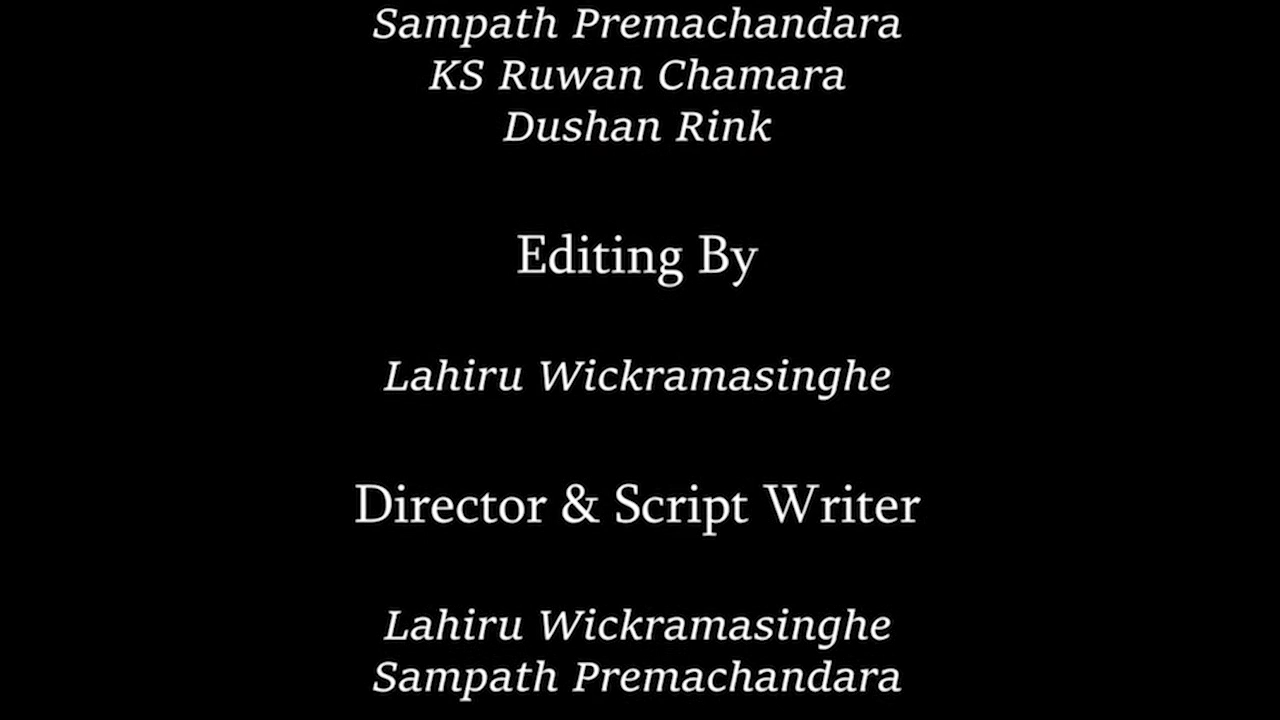 Sampath Premachandara
KS Ruwan Chamara
Dushan Rink
Editing By
Lahiru Wickramasinghe
Director & Script Writer
Lahiru Wickramasinghe
Sampath Premachandara